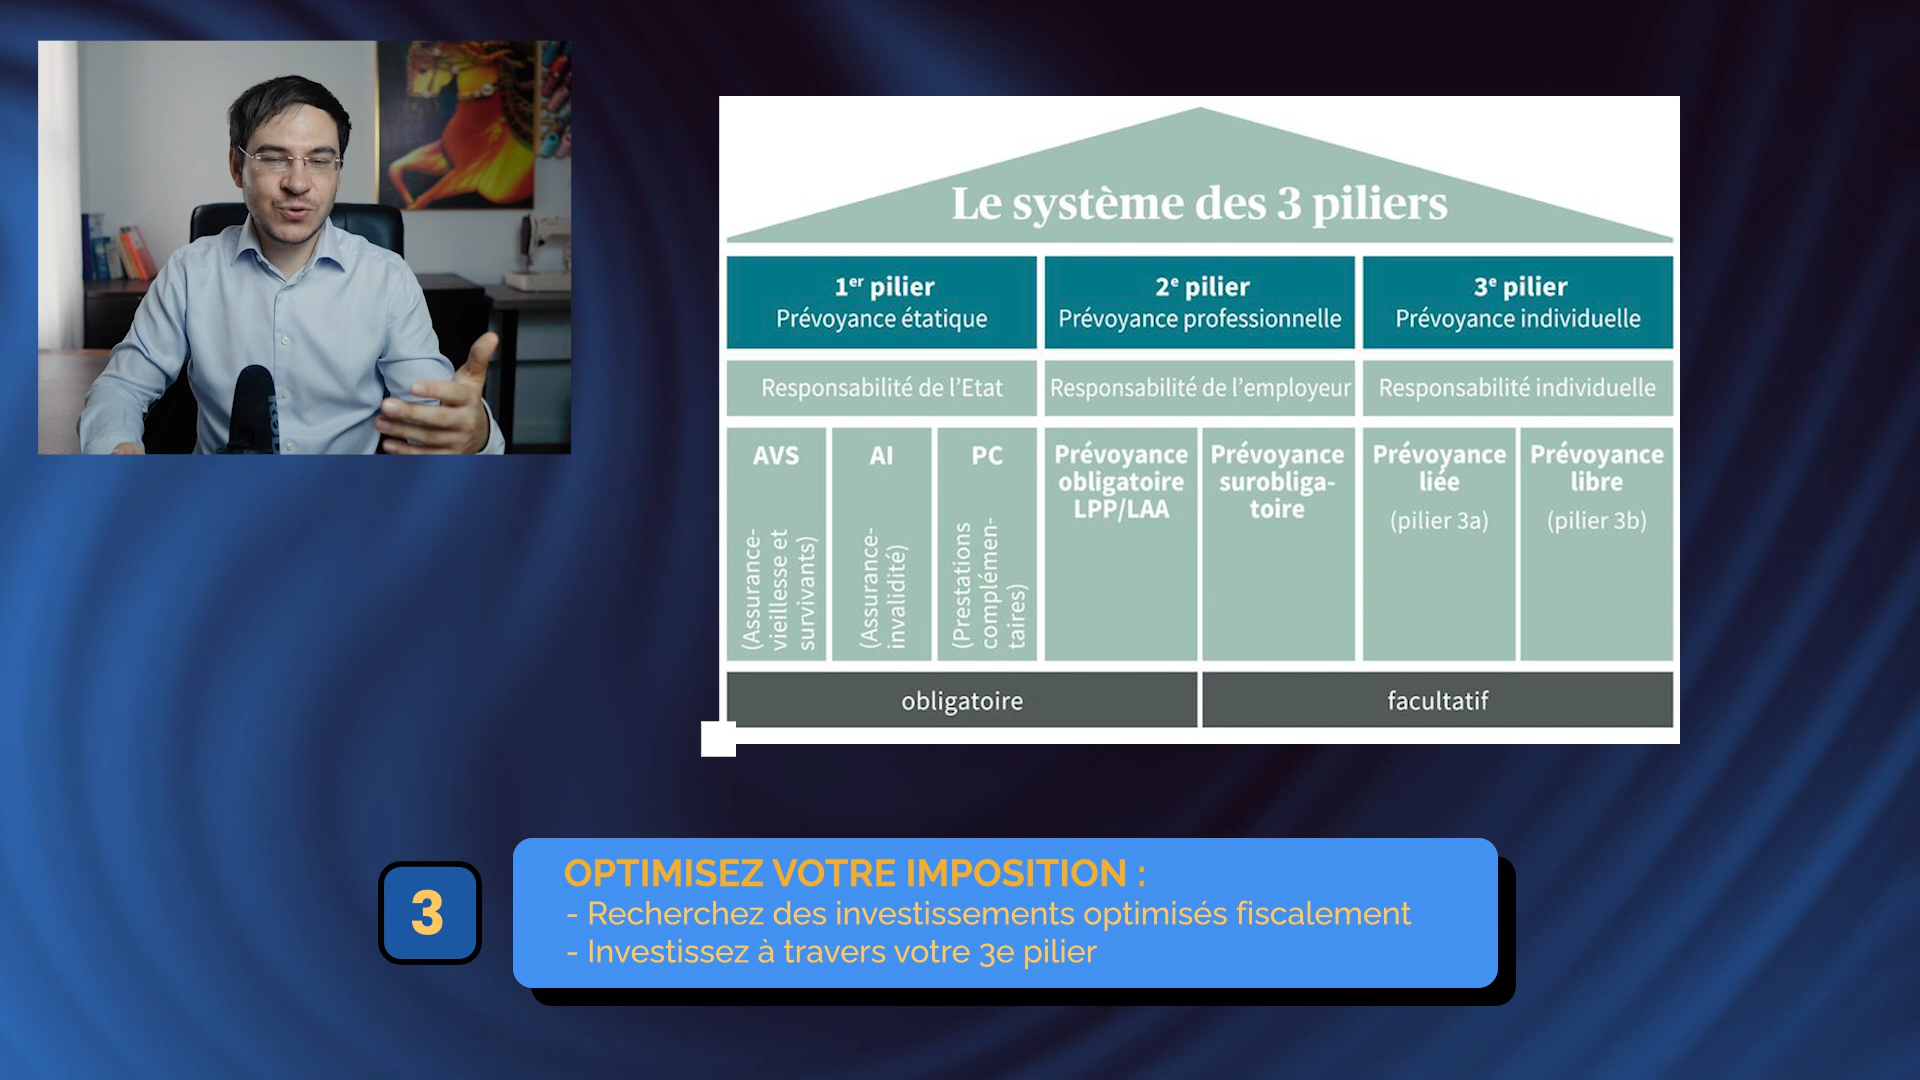 Le système des 3 piliers
1er pilier
Prévoyance étatique
2e pilier
Prévoyance professionnelle
3e pilier
Prévoyance individuelle
Responsabilité de l'Etat
Responsabilité de l'employeur
Responsabilité individuelle
AVS
(Assurance-
vieillesse et
survivants)
AI
(Assurance-
invalidité)
PC
(Prestations
complémen-
taires)
Prévoyance
obligatoire
LPP/LAA
Prévoyance
surobliga-
toire
Prévoyance
liée
(pilier 3a)
Prévoyance
libre
(pilier 3b)
obligatoire
facultatif
3
OPTIMISEZ VOTRE IMPOSITION :
- Recherchez des investissements optimisés fiscalement
- Investissez à travers votre 3e pilier